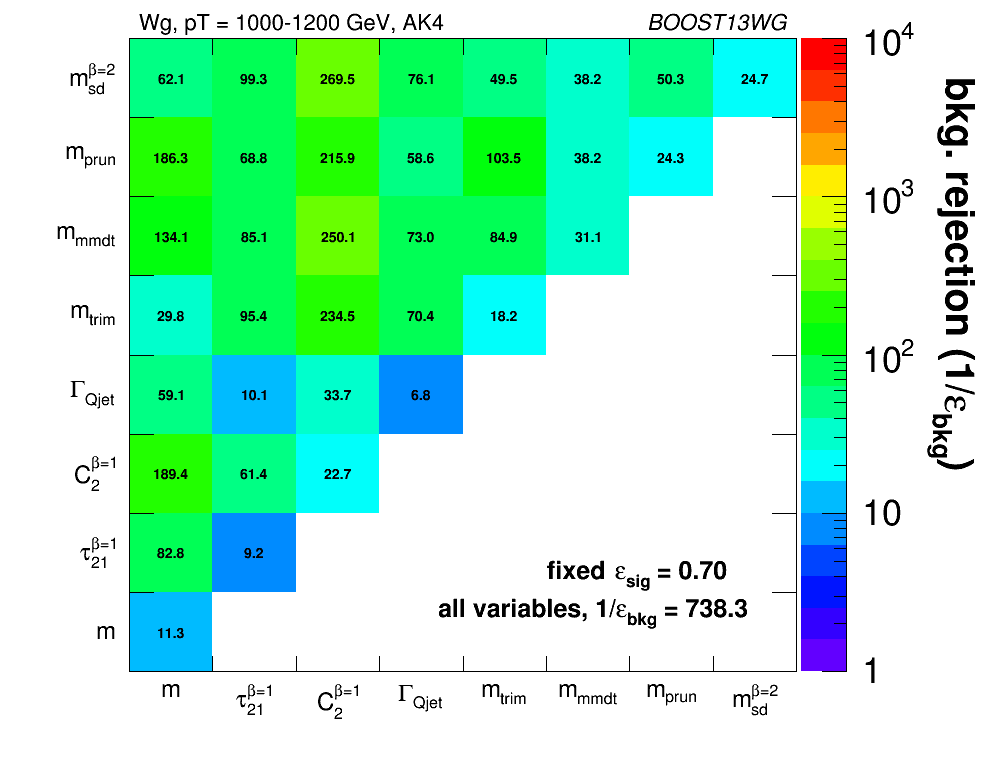 Wg, pT = 1000-1200 GeV, AK4 BOOST13WG
m_sd^β=2 62.1 99.3 269.5 76.1 49.5 38.2 50.3 24.7
m_prun 186.3 68.8 215.9 58.6 103.5 38.2 24.3
m_mmdt 134.1 85.1 250.1 73.0 84.9 31.1
m_trim 29.8 95.4 234.5 70.4 18.2
Γ_Qjet 59.1 10.1 33.7 6.8
C_2^β=1 189.4 61.4 22.7
τ_21^β=1 82.8 9.2
m 11.3
fixed ε_sig = 0.70
all variables, 1/ε_bkg = 738.3
m τ_21^β=1 C_2^β=1 Γ_Qjet m_trim m_mmdt m_prun m_sd^β=2
10^4
10^3
10^2
10
1
bkg. rejection (1/ε_bkg)